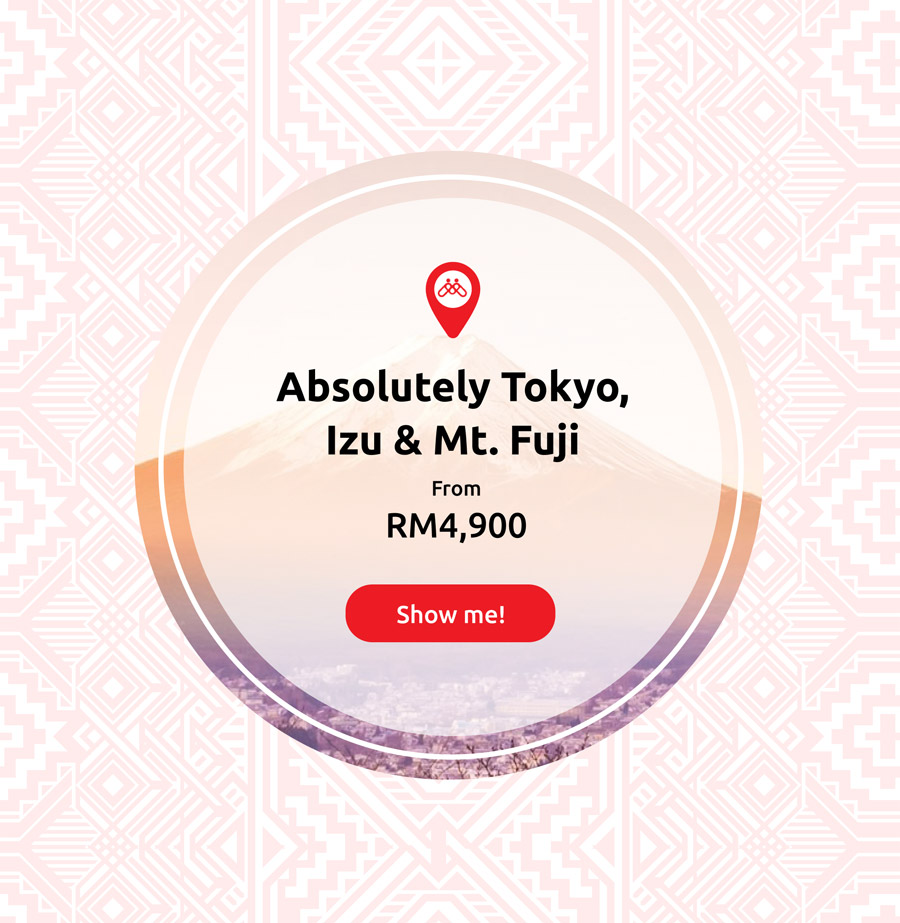 Absolutely Tokyo,
Izu & Mt. Fuji
From
RM4,900
Show me!